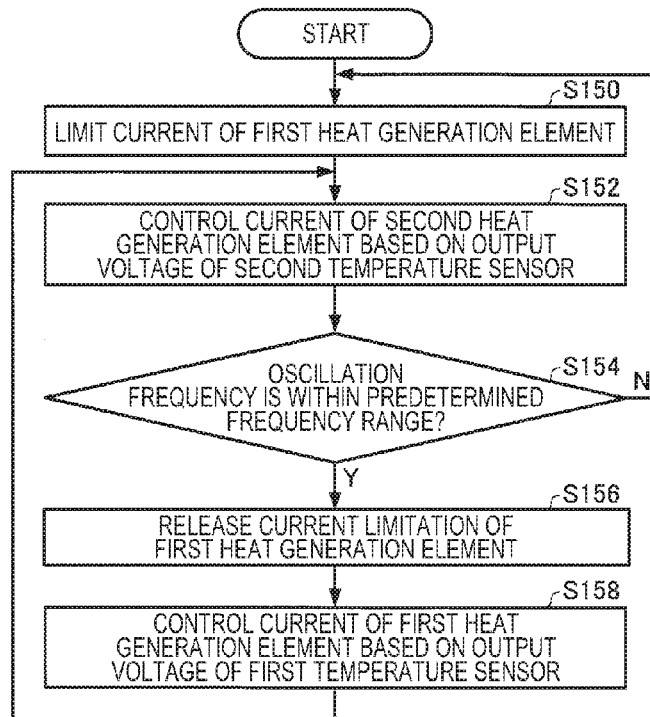 START
S150
LIMIT CURRENT OF FIRST HEAT GENERATION ELEMENT
S152
CONTROL CURRENT OF SECOND HEAT
GENERATION ELEMENT BASED ON OUTPUT
VOLTAGE OF SECOND TEMPERATURE SENSOR
S154
OSCILLATION
FREQUENCY IS WITHIN PREDETERMINED
FREQUENCY RANGE?
N
Y
S156
RELEASE CURRENT LIMITATION OF
FIRST HEAT GENERATION ELEMENT
S158
CONTROL CURRENT OF FIRST HEAT
GENERATION ELEMENT BASED ON OUTPUT
VOLTAGE OF FIRST TEMPERATURE SENSOR